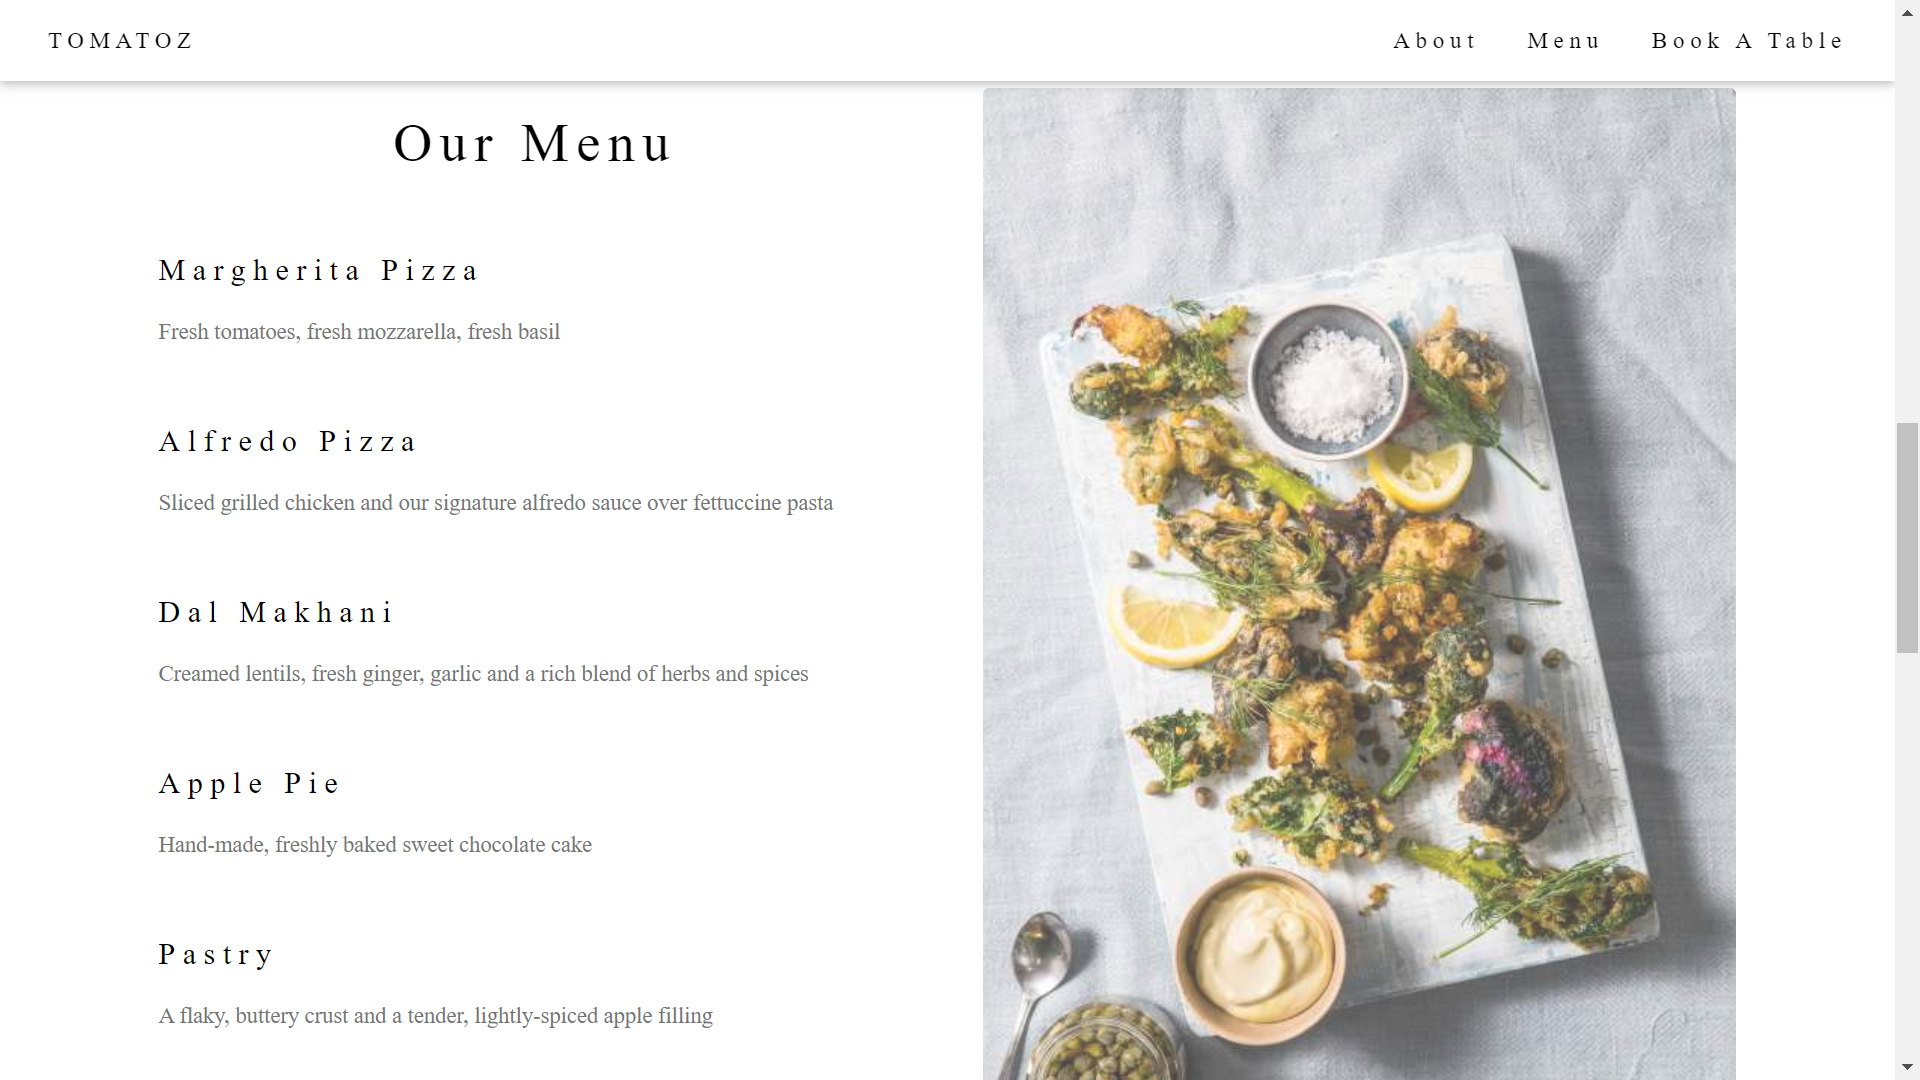 TOMATOZ
About Menu Book A Table
Our Menu
Margherita Pizza
Fresh tomatoes, fresh mozzarella, fresh basil
Alfredo Pizza
Sliced grilled chicken and our signature alfredo sauce over fettuccine pasta
Dal Makhani
Creamed lentils, fresh ginger, garlic and a rich blend of herbs and spices
Apple Pie
Hand-made, freshly baked sweet chocolate cake
Pastry
A flaky, buttery crust and a tender, lightly-spiced apple filling